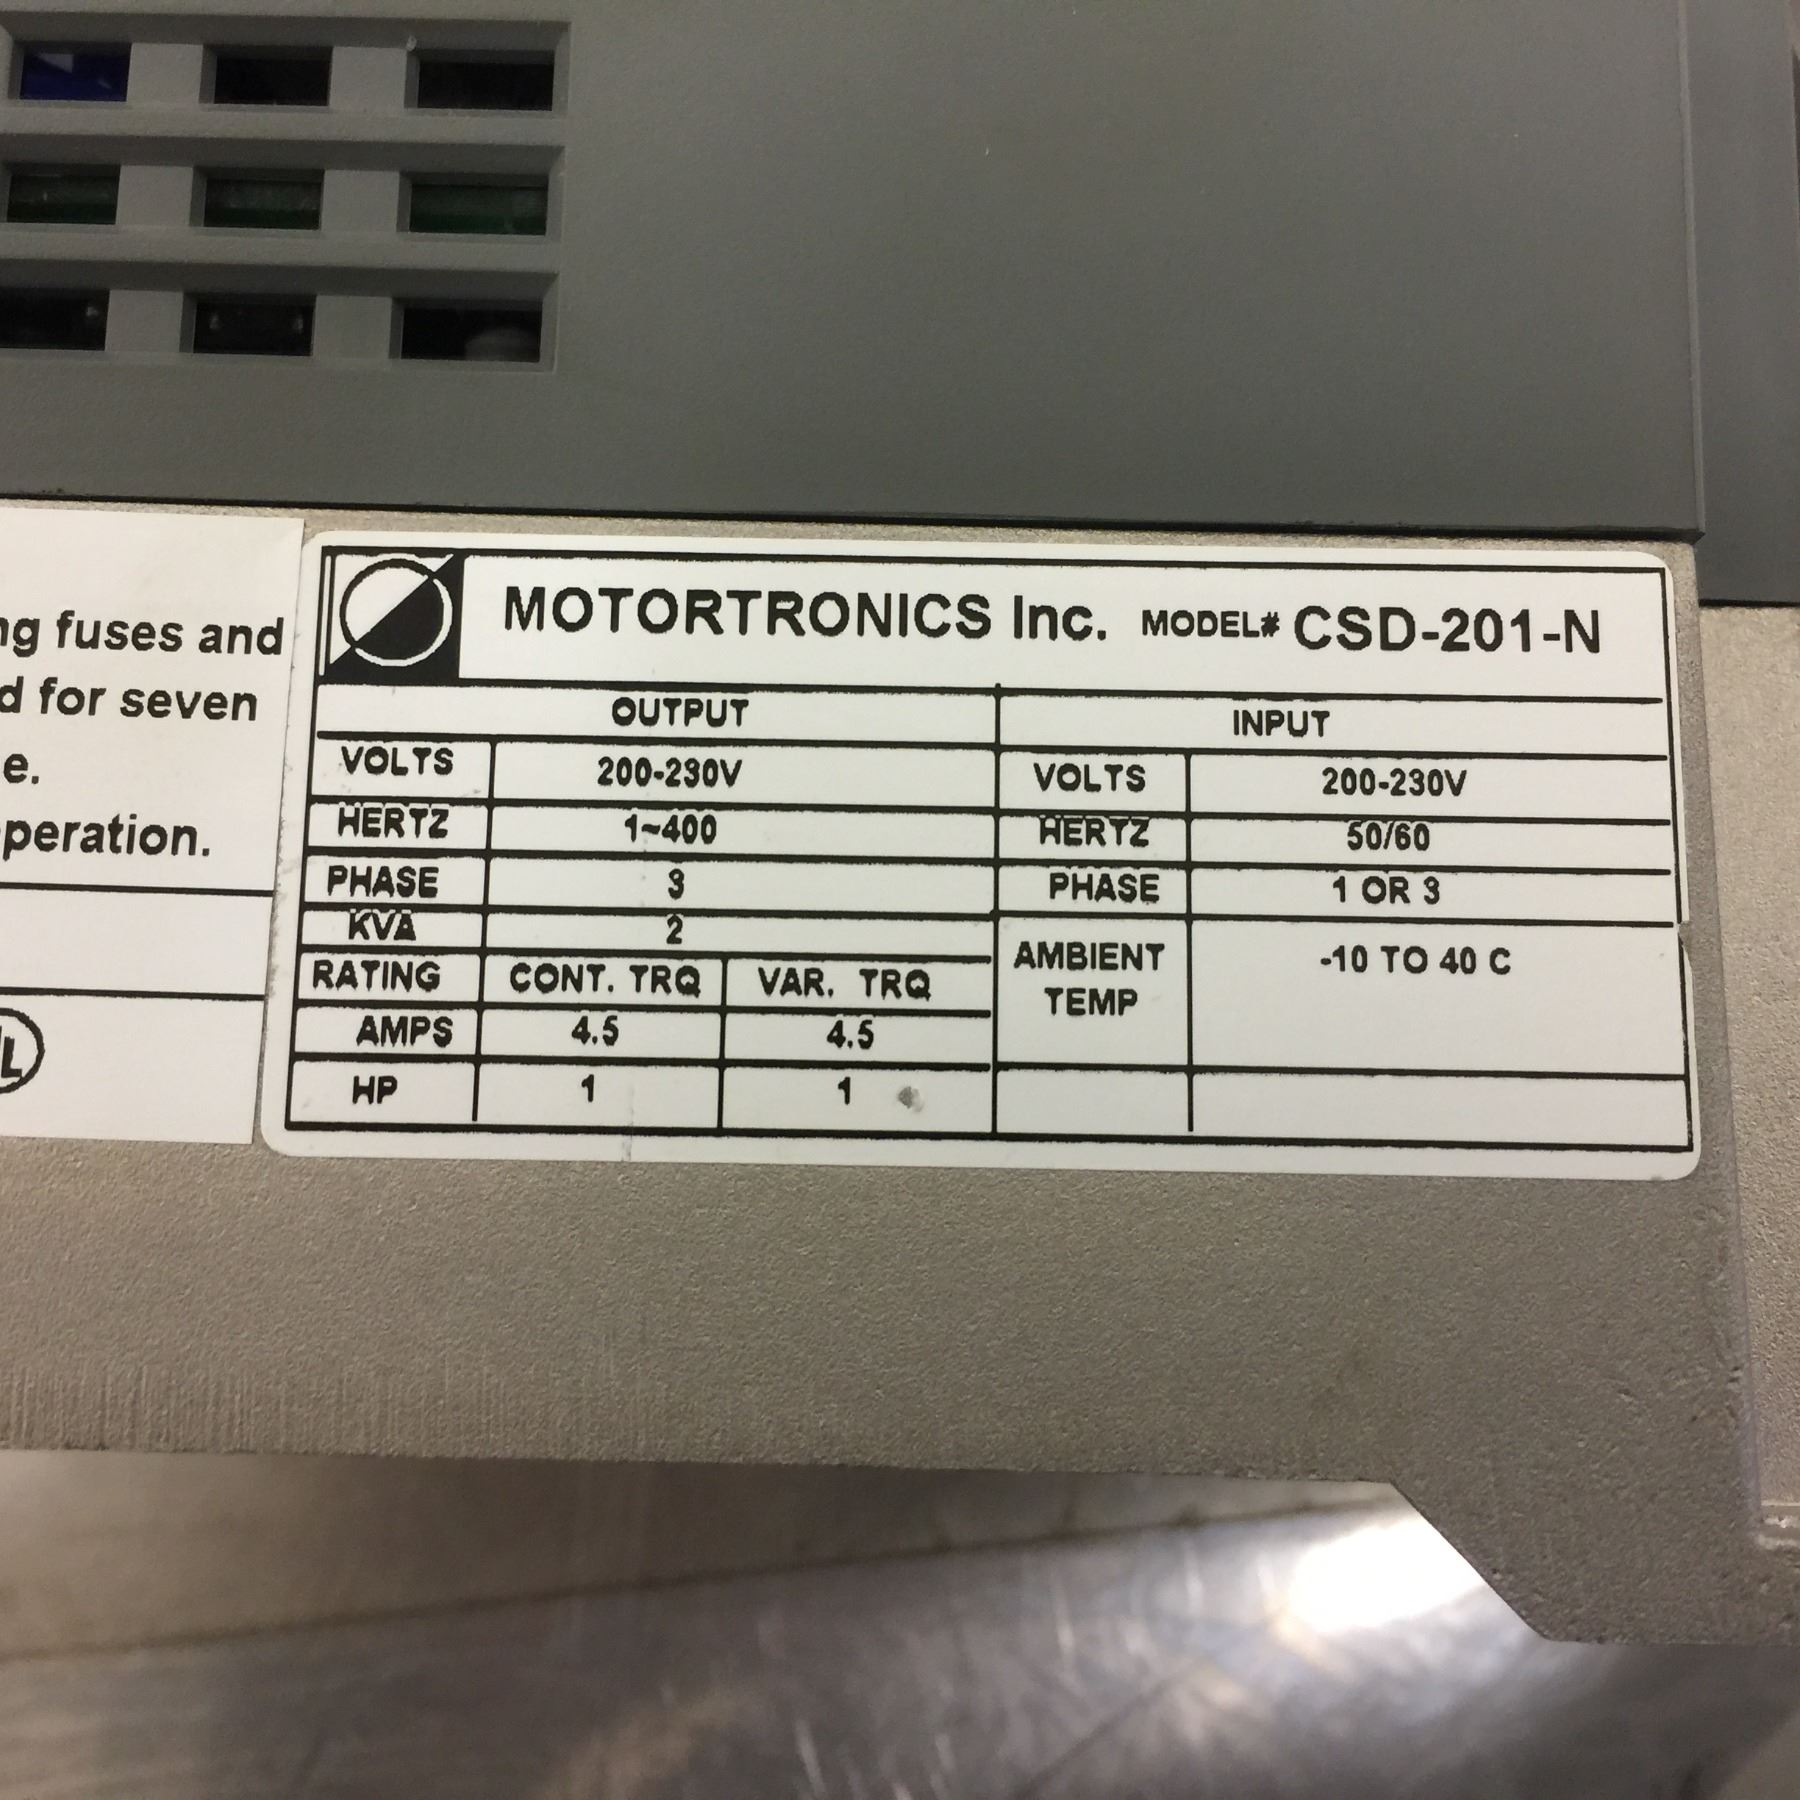 fuses and
for seven
e.
peration.
MOTORTRONICS Inc. MODEL# CSD-201-N
OUTPUT INPUT
VOLTS 200-230V VOLTS 200-230V
HERTZ 1~400 HERTZ 50/60
PHASE 3 PHASE 1 OR 3
KVA 2
AMBIENT TEMP -10 TO 40 C
RATING CONT. TRQ VAR. TRQ
AMPS 4.5 4.5
HP 1 1